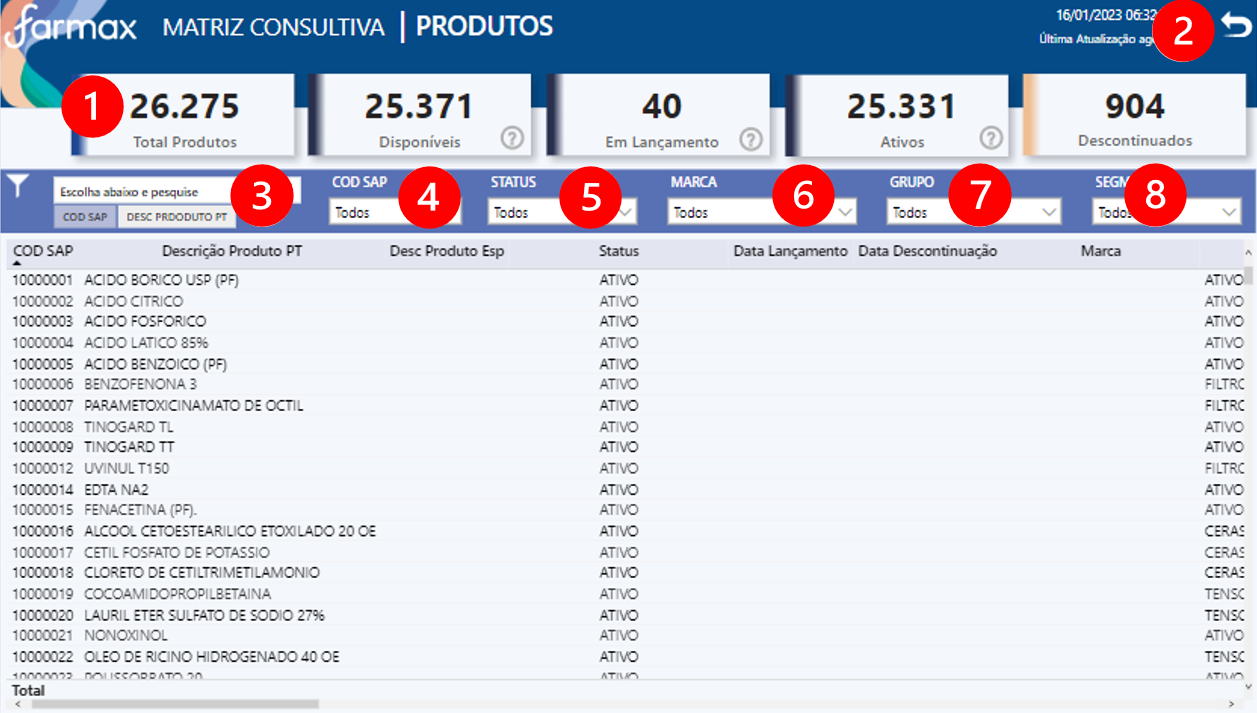 farmax MATRIZ CONSULTIVA | PRODUTOS
16/01/2023 06:32
Última Atualização
2
1
26.275
Total Produtos
25.371
Disponíveis ?
40
Em Lançamento ?
25.331
Ativos ?
904
Descontinuados
Escolha abaixo e pesquise
COD SAP DESC PRDODUTO PT
3
COD SAP
Todos
4
STATUS
Todos
5
MARCA
Todos
6
GRUPO
Todos
7
SEGM
Todos
8
COD SAP Descrição Produto PT Desc Produto Esp Status Data Lançamento Data Descontinuação Marca
10000001 ACIDO BORICO USP (PF) ATIVO ATIVO
10000002 ACIDO CITRICO ATIVO ATIVO
10000003 ACIDO FOSFORICO ATIVO ATIVO
10000004 ACIDO LATICO 85% ATIVO ATIVO
10000005 ACIDO BENZOICO (PF) ATIVO ATIVO
10000006 BENZOFENONA 3 ATIVO FILTRC
10000007 PARAMETOXICINAMATO DE OCTIL ATIVO FILTRC
10000008 TINOGARD TL ATIVO ATIVO
10000009 TINOGARD TT ATIVO ATIVO
10000012 UVINUL T150 ATIVO FILTRC
10000014 EDTA NA2 ATIVO ATIVO
10000015 FENACETINA (PF). ATIVO ATIVO
10000016 ALCOOL CETOESTEARILICO ETOXILADO 20 OE ATIVO CERAS
10000017 CETIL FOSFATO DE POTASSIO ATIVO CERAS
10000018 CLORETO DE CETILTRIMETILAMONIO ATIVO CERAS
10000019 COCOAMIDOPROPILBETAINA ATIVO TENSC
10000020 LAURIL ETER SULFATO DE SODIO 27% ATIVO TENSC
10000021 NONOXINOL ATIVO ATIVO
10000022 OLEO DE RICINO HIDROGENADO 40 OE ATIVO TENSC
10000023 POLISSORBATO 20 ATIVO ATIVO
Total